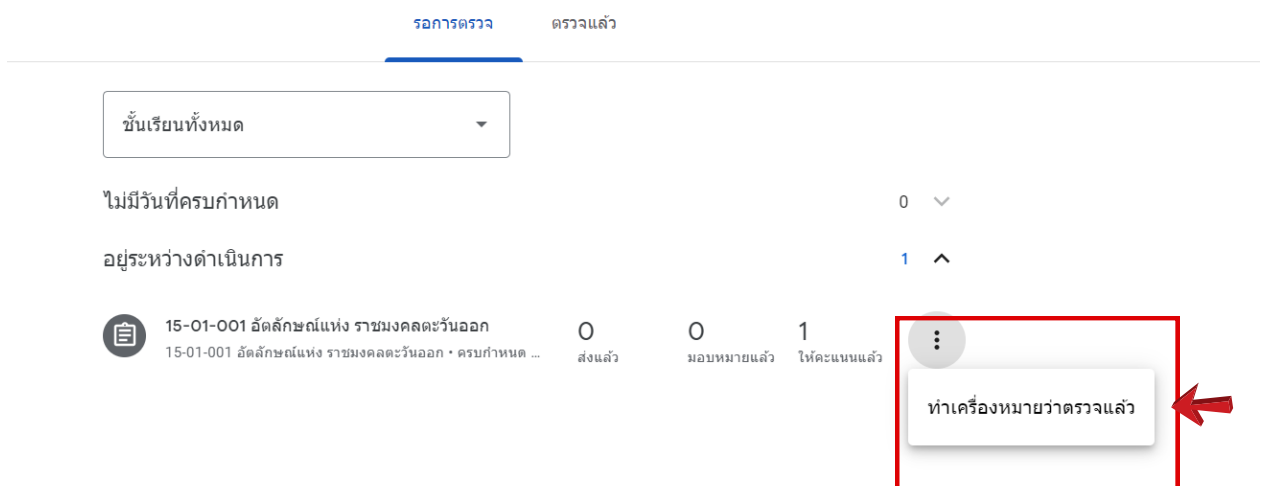 รอการตรวจ ตรวจแล้ว
ชั้นเรียนทั้งหมด
ไม่มีวันที่ครบกำหนด 0
อยู่ระหว่างดำเนินการ 1
15-01-001 อัตลักษณ์แห่ง ราชมงคลตะวันออก 0 0 1
15-01-001 อัตลักษณ์แห่ง ราชมงคลตะวันออก • ครบกำหนด ... ส่งแล้ว มอบหมายแล้ว ให้คะแนนแล้ว
ทำเครื่องหมายว่าตรวจแล้ว